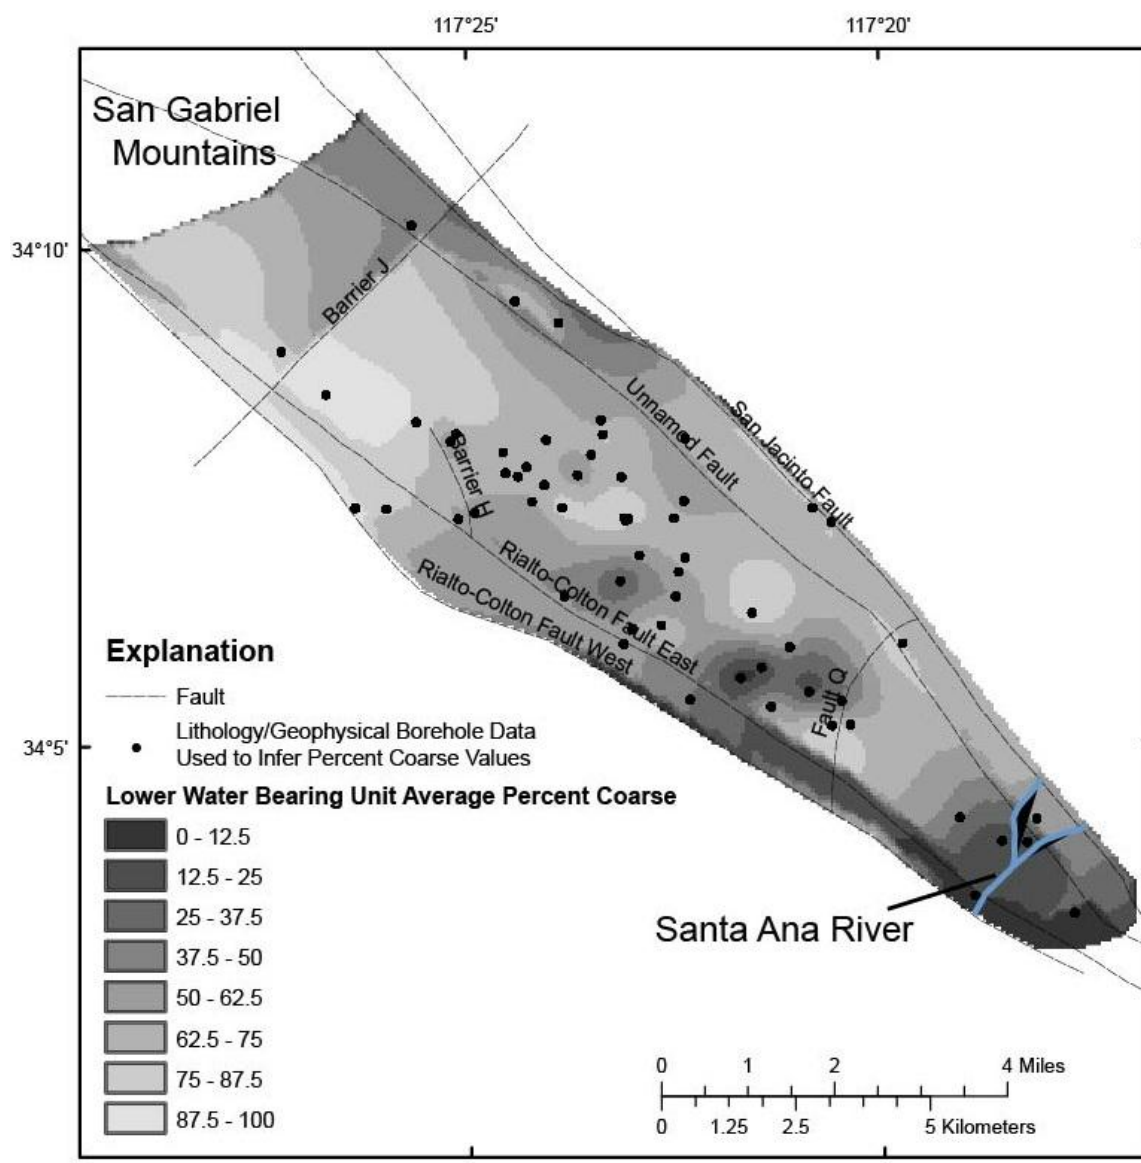 117°25'
117°20'
San Gabriel
Mountains
34°10'
Barrier J
Unnamed Fault
San Jacinto Fault
Barrier H
Rialto-Colton Fault East
Rialto-Colton Fault West
Fault Q
Explanation
Fault
Lithology/Geophysical Borehole Data
Used to Infer Percent Coarse Values
34°5'
Lower Water Bearing Unit Average Percent Coarse
0 - 12.5
12.5 - 25
25 - 37.5
37.5 - 50
50 - 62.5
62.5 - 75
75 - 87.5
87.5 - 100
Santa Ana River
0 1 2 4 Miles
0 1.25 2.5 5 Kilometers